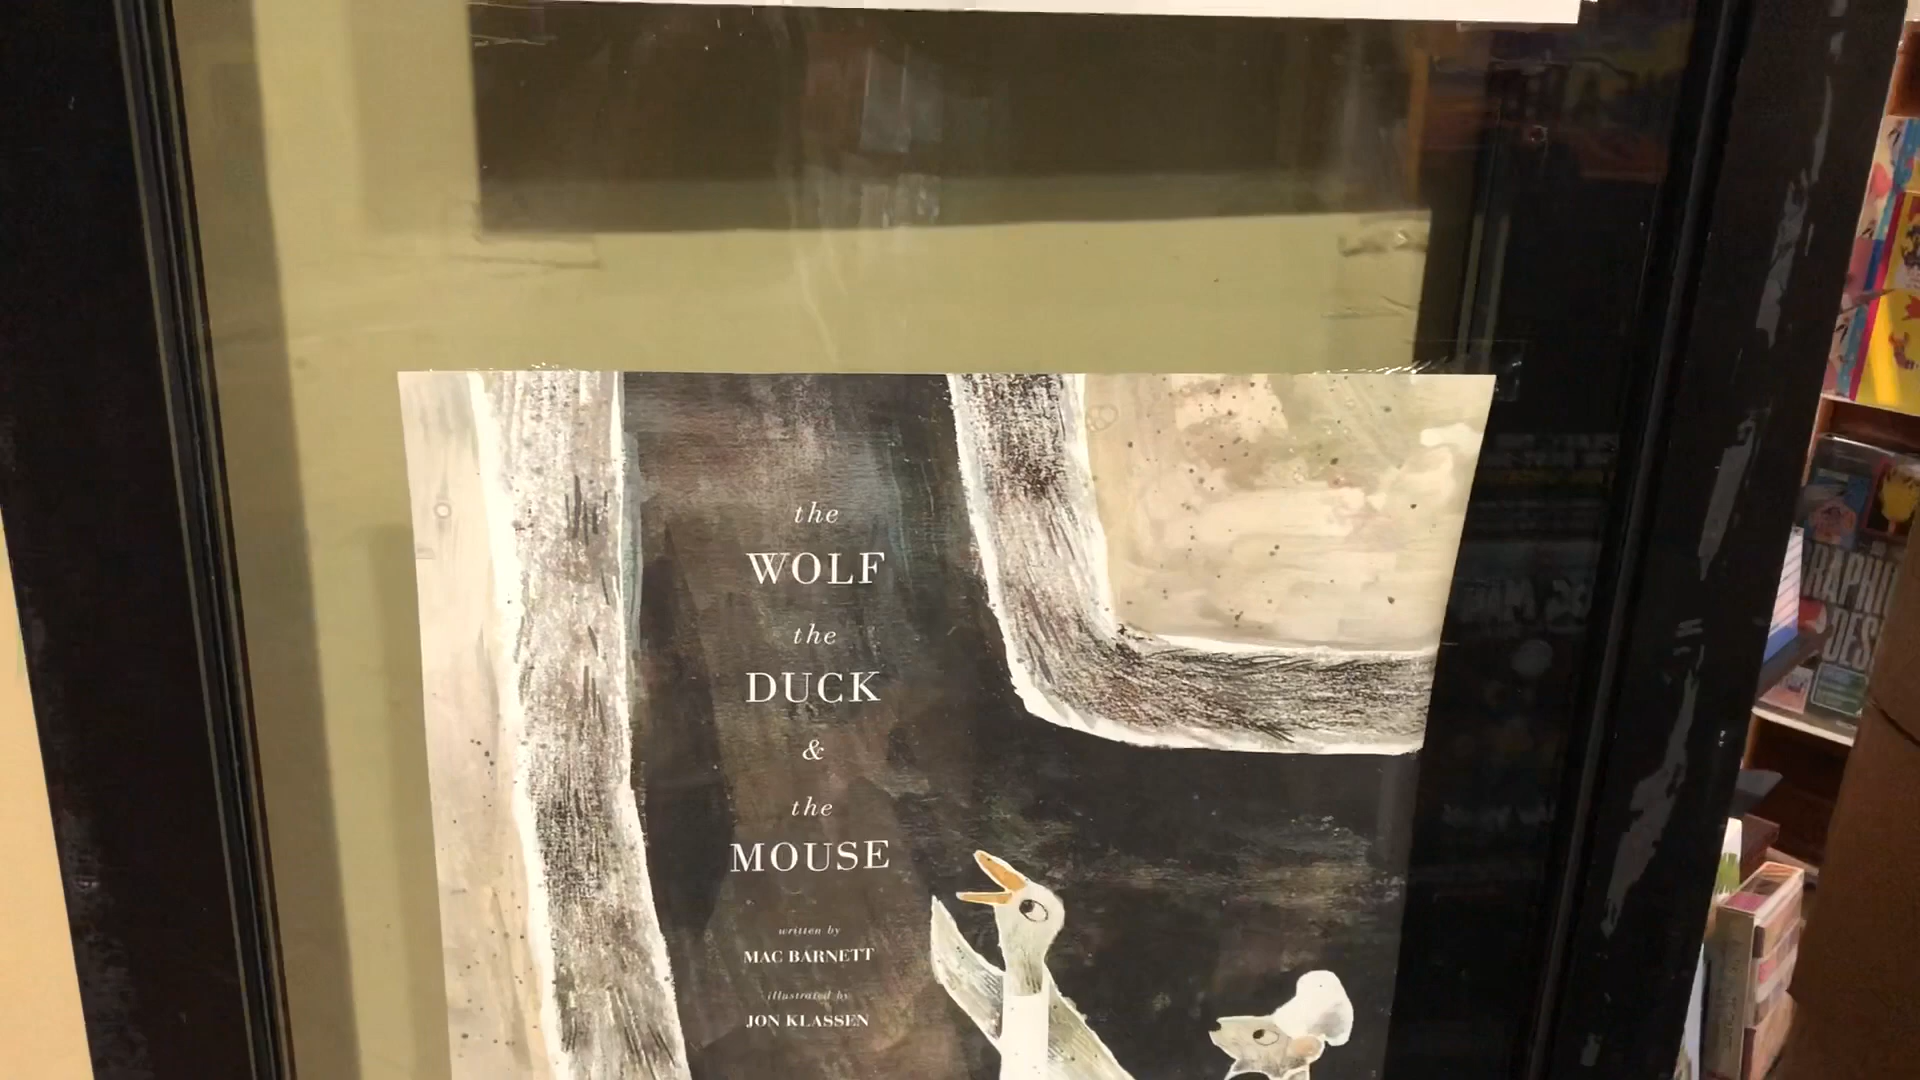 the
WOLF
the
DUCK
&
the
MOUSE
written by
MAC BARNETT
illustrated by
JON KLASSEN